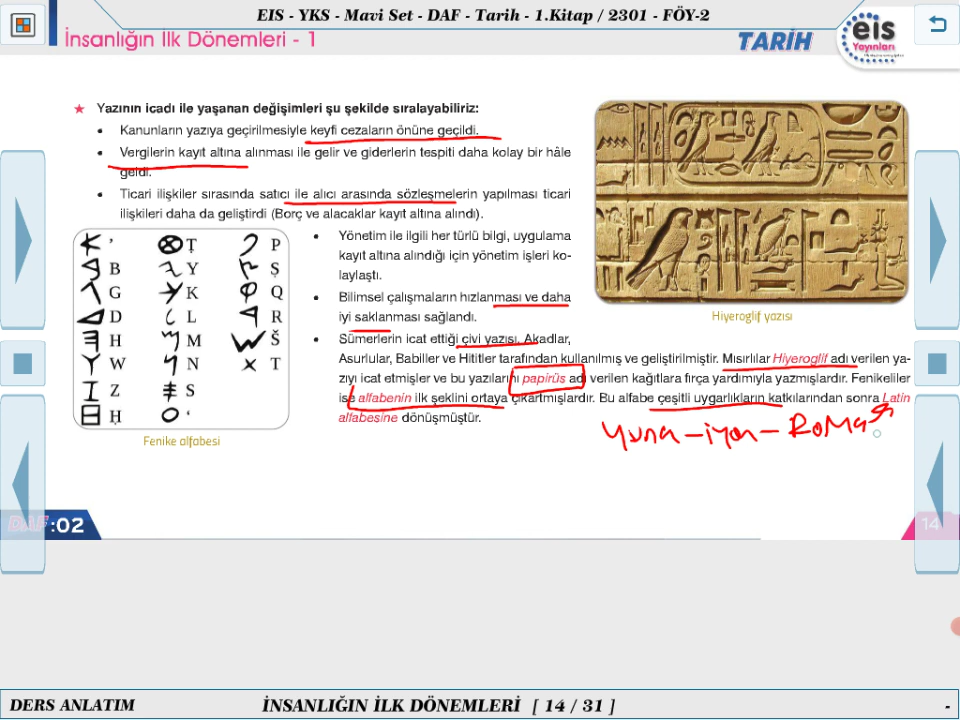 EIS - YKS - Mavi Set - DAF - Tarih - 1.Kitap / 2301 - FÖY-2
İnsanlığın İlk Dönemleri - 1
TARİH
eis
Yayınları
★ Yazının icadı ile yaşanan değişimleri şu şekilde sıralayabiliriz:
• Kanunların yazıya geçirilmesiyle keyfi cezaların önüne geçildi.
• Vergilerin kayıt altına alınması ile gelir ve giderlerin tespiti daha kolay bir hâle
geldi.
• Ticari ilişkiler sırasında satıcı ile alıcı arasında sözleşmelerin yapılması ticari
ilişkileri daha da geliştirdi (Borç ve alacaklar kayıt altına alındı).
• Yönetim ile ilgili her türlü bilgi, uygulama
kayıt altına alındığı için yönetim işleri ko-
laylaştı.
• Bilimsel çalışmaların hızlanması ve daha
iyi saklanması sağlandı.
• Sümerlerin icat ettiği çivi yazısı, Akadlar,
Asurlular, Babiller ve Hititler tarafından kullanılmış ve geliştirilmiştir. Mısırlılar Hiyeroglif adı verilen ya-
zıyı icat etmişler ve bu yazılarını papirüs adı verilen kağıtlara fırça yardımıyla yazmışlardır. Fenikeliler
ise alfabenin ilk şeklini ortaya çıkartmışlardır. Bu alfabe çeşitli uygarlıkların katkılarından sonra Latin
alfabesine dönüşmüştür.
Yuna - iyon - ROMA
Hiyeroglif yazısı
’ Ṭ P
B Y Ṣ
G K Q
D L R
H M Š
W N T
Z S
Ḥ ‘
Fenike alfabesi
DAF :02
14
DERS ANLATIM
İNSANLIĞIN İLK DÖNEMLERİ [ 14 / 31 ]
-